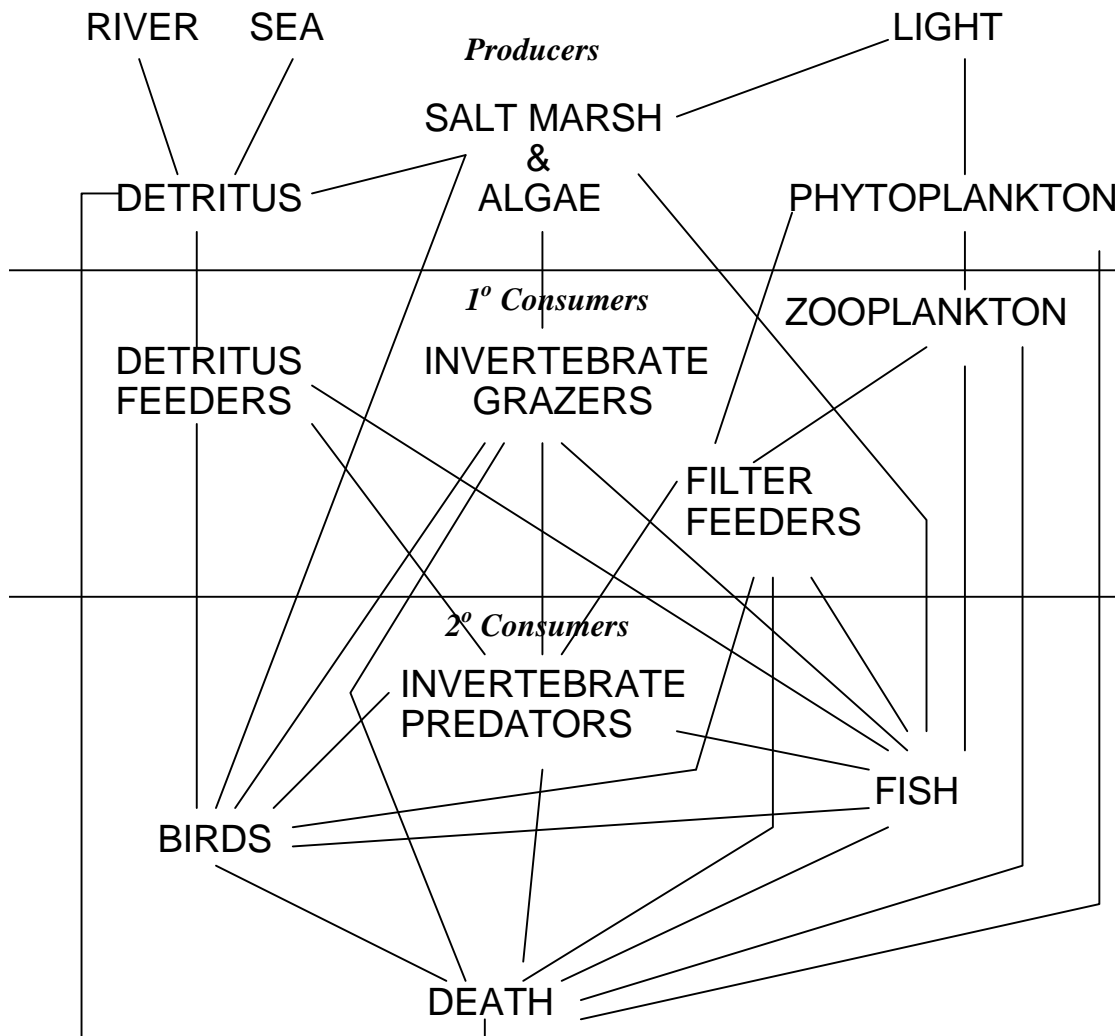 RIVER SEA LIGHT
Producers
SALT MARSH
&
DETRITUS ALGAE PHYTOPLANKTON
1º Consumers
ZOOPLANKTON
DETRITUS
FEEDERS
INVERTEBRATE
GRAZERS
FILTER
FEEDERS
2º Consumers
INVERTEBRATE
PREDATORS
FISH
BIRDS
DEATH